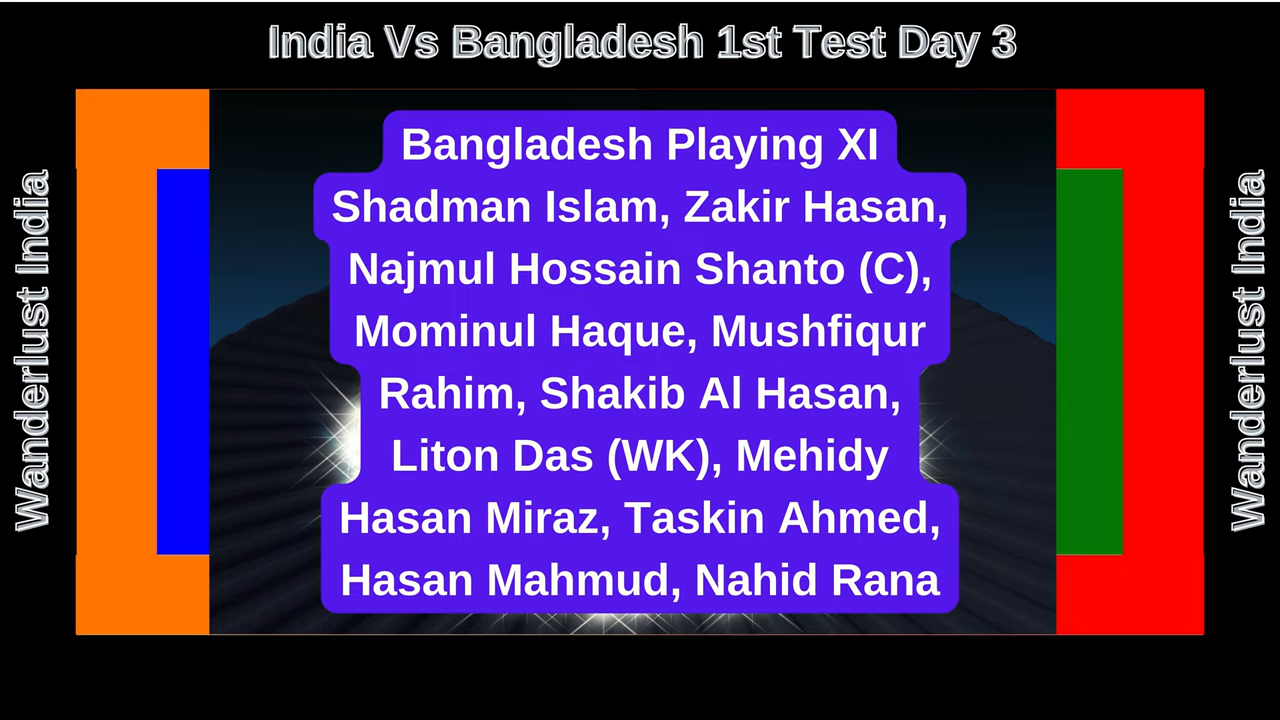 India Vs Bangladesh 1st Test Day 3
Wanderlust India
Bangladesh Playing XI
Shadman Islam, Zakir Hasan,
Najmul Hossain Shanto (C),
Mominul Haque, Mushfiqur
Rahim, Shakib Al Hasan,
Liton Das (WK), Mehidy
Hasan Miraz, Taskin Ahmed,
Hasan Mahmud, Nahid Rana
Wanderlust India